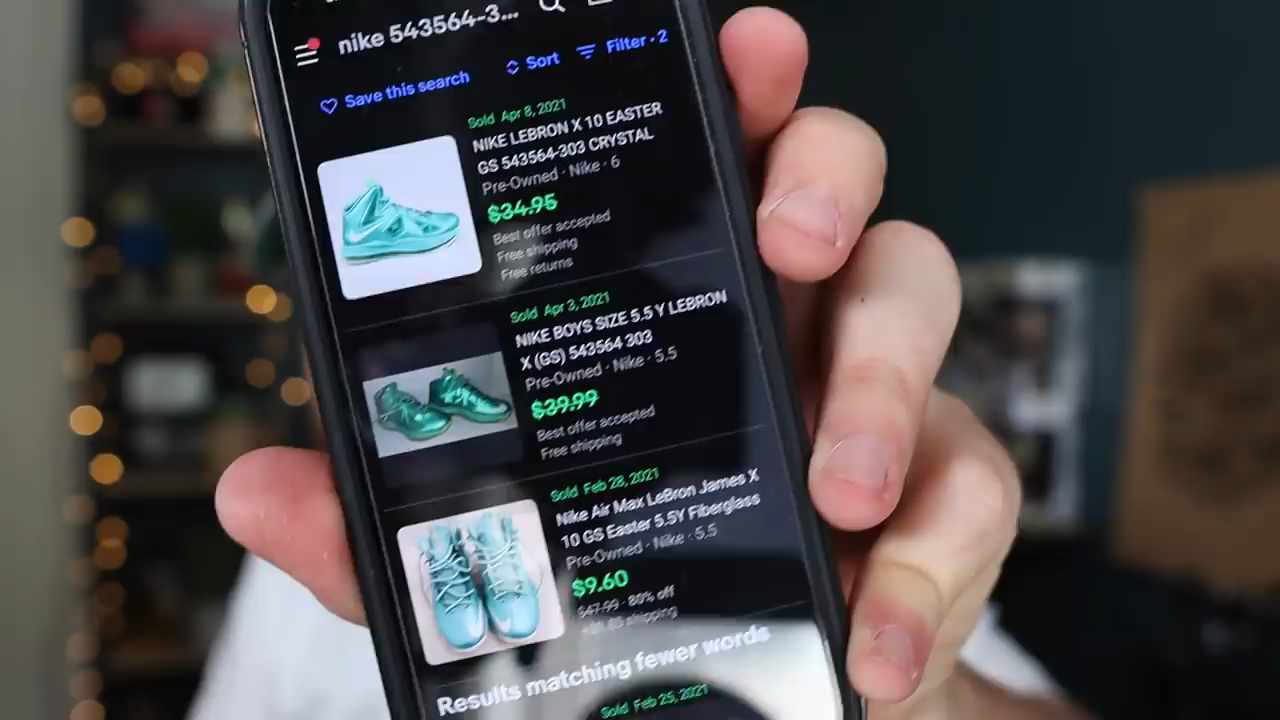 nike 543564-3...
Save this search
Sort
Filter · 2
Sold Apr 8, 2021
NIKE LEBRON X 10 EASTER
GS 543564-303 CRYSTAL
Pre-Owned · Nike · 6
$34.95
Best offer accepted
Free shipping
Free returns
Sold Apr 3, 2021
NIKE BOYS SIZE 5.5 Y LEBRON
X (GS) 543564 303
Pre-Owned · Nike · 5.5
$39.99
Best offer accepted
Free shipping
Sold Feb 28, 2021
Nike Air Max LeBron James X
10 GS Easter 5.5Y Fiberglass
Pre-Owned · Nike · 5.5
$9.60
$47.99 · 80% off
shipping
Results matching fewer words
Sold Feb 25, 2021